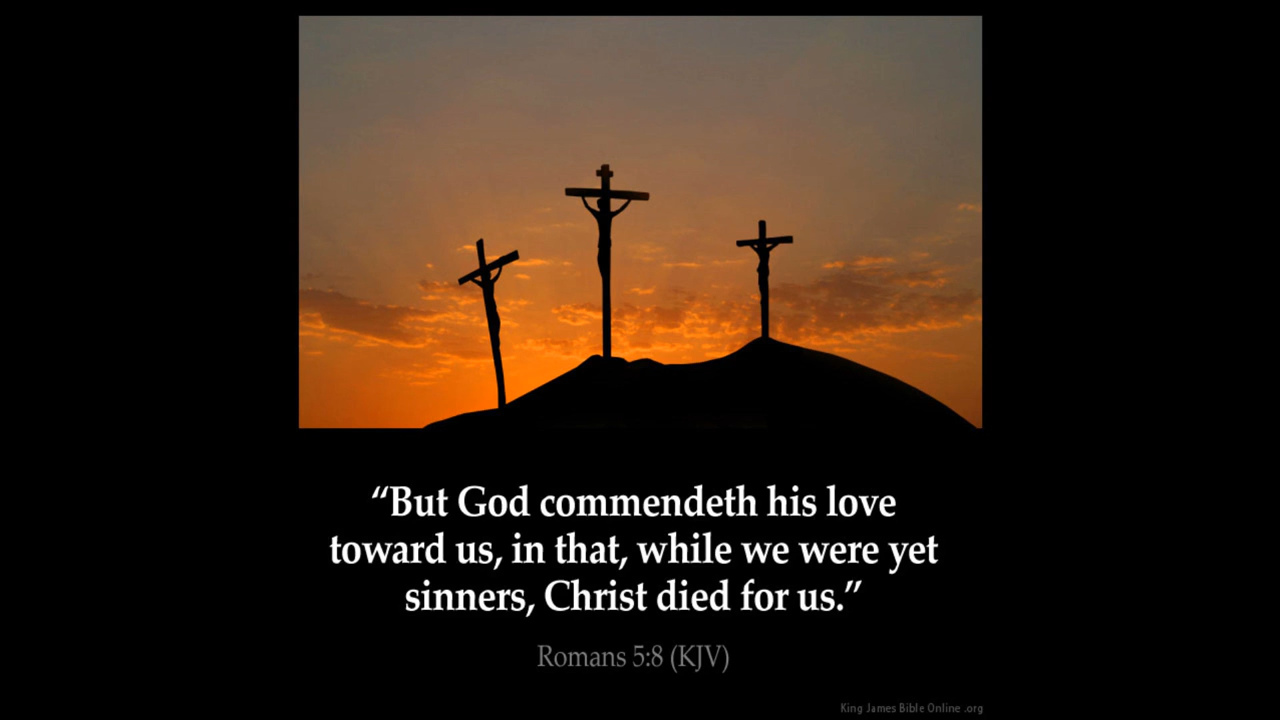 “But God commendeth his love
toward us, in that, while we were yet
sinners, Christ died for us.”
Romans 5:8 (KJV)
King James Bible Online .org